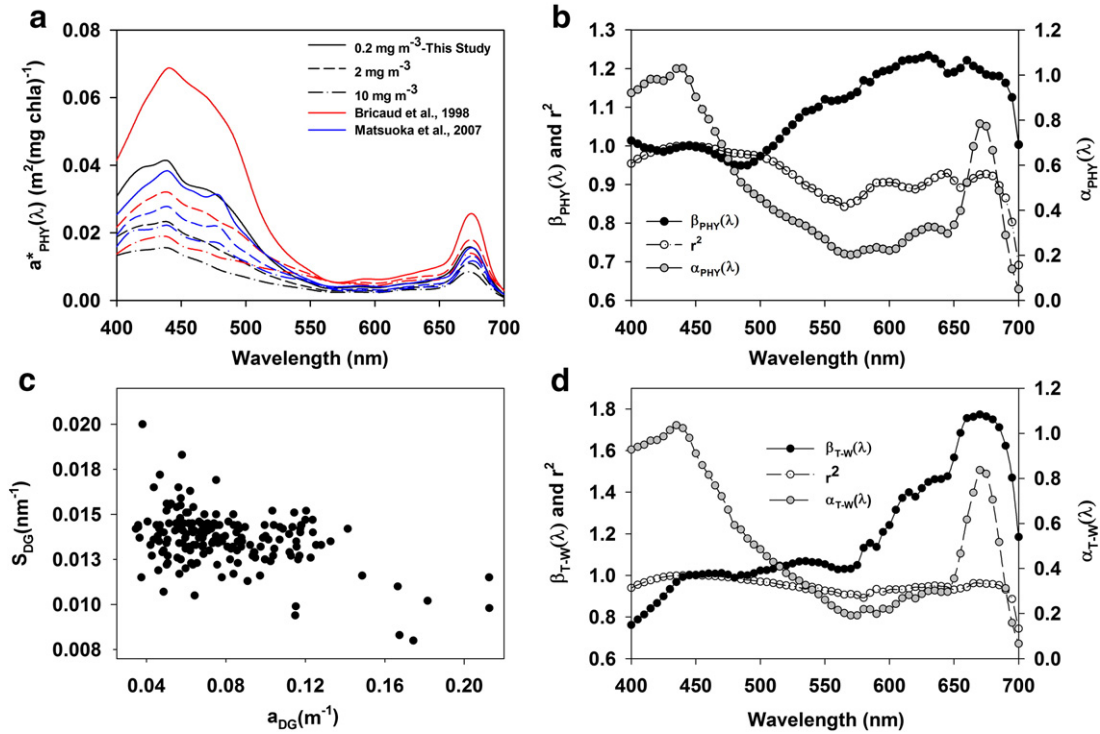 a
0.08
0.06
0.04
0.02
0.00
a*PHY(λ) (m²(mg chla)⁻¹)
0.2 mg m⁻³-This Study
2 mg m⁻³
10 mg m⁻³
Bricaud et al., 1998
Matsuoka et al., 2007
400 450 500 550 600 650 700
Wavelength (nm)
b
1.3
1.2
1.1
1.0
0.9
0.8
0.7
0.6
βPHY(λ) and r²
βPHY(λ)
r²
αPHY(λ)
1.2
1.0
0.8
0.6
0.4
0.2
0.0
αPHY(λ)
400 450 500 550 600 650 700
Wavelength (nm)
c
0.020
0.018
0.015
0.013
0.010
0.008
SDG(nm⁻¹)
0.04 0.08 0.12 0.16 0.20
aDG(m⁻¹)
d
1.8
1.6
1.4
1.2
1.0
0.8
0.6
βT-W(λ) and r²
βT-W(λ)
r²
αT-W(λ)
1.2
1.0
0.8
0.6
0.4
0.2
0.0
αT-W(λ)
400 450 500 550 600 650 700
Wavelength (nm)